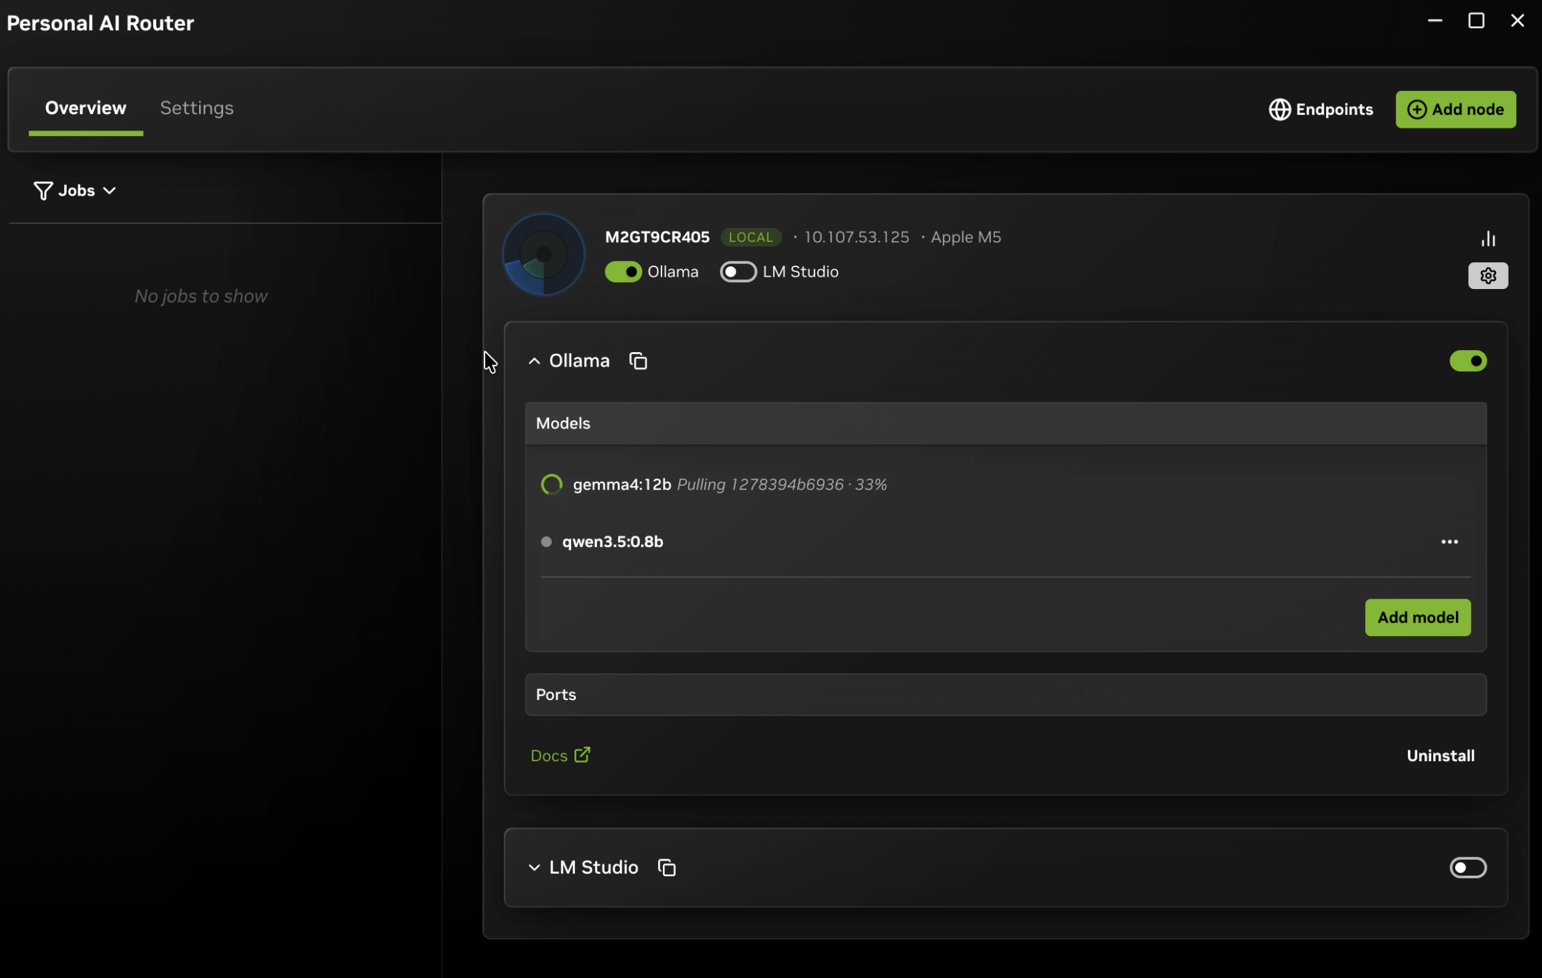 Personal AI Router
Overview Settings
Endpoints Add node
Jobs
No jobs to show
M2GT9CR405 LOCAL · 10.107.53.125 · Apple M5
Ollama LM Studio
Ollama
Models
gemma4:12b Pulling 1278394b6936 · 33%
qwen3.5:0.8b
Add model
Ports
Docs Uninstall
LM Studio